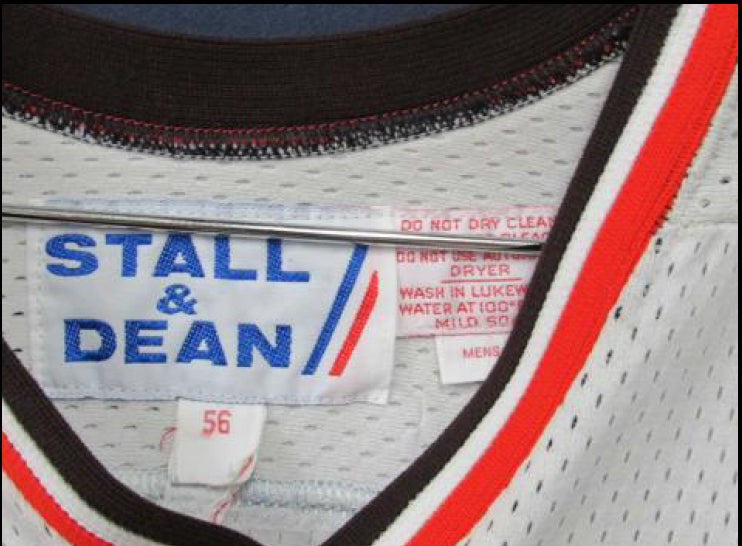 STALL
&
DEAN
56
DO NOT DRY CLEAN
DO NOT USE
DRYER
WASH IN LUKEW
WATER AT 100°
MILD SO
MENS